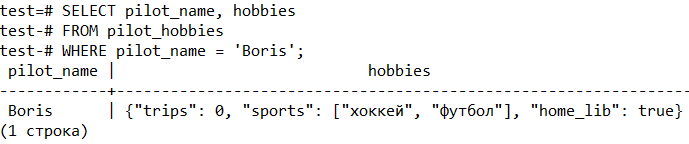 test=# SELECT pilot_name, hobbies
test-# FROM pilot_hobbies
test-# WHERE pilot_name = 'Boris';
 pilot_name |                               hobbies
------------+----------------------------------------------------------------------
 Boris      | {"trips": 0, "sports": ["хоккей", "футбол"], "home_lib": true}
(1 строка)